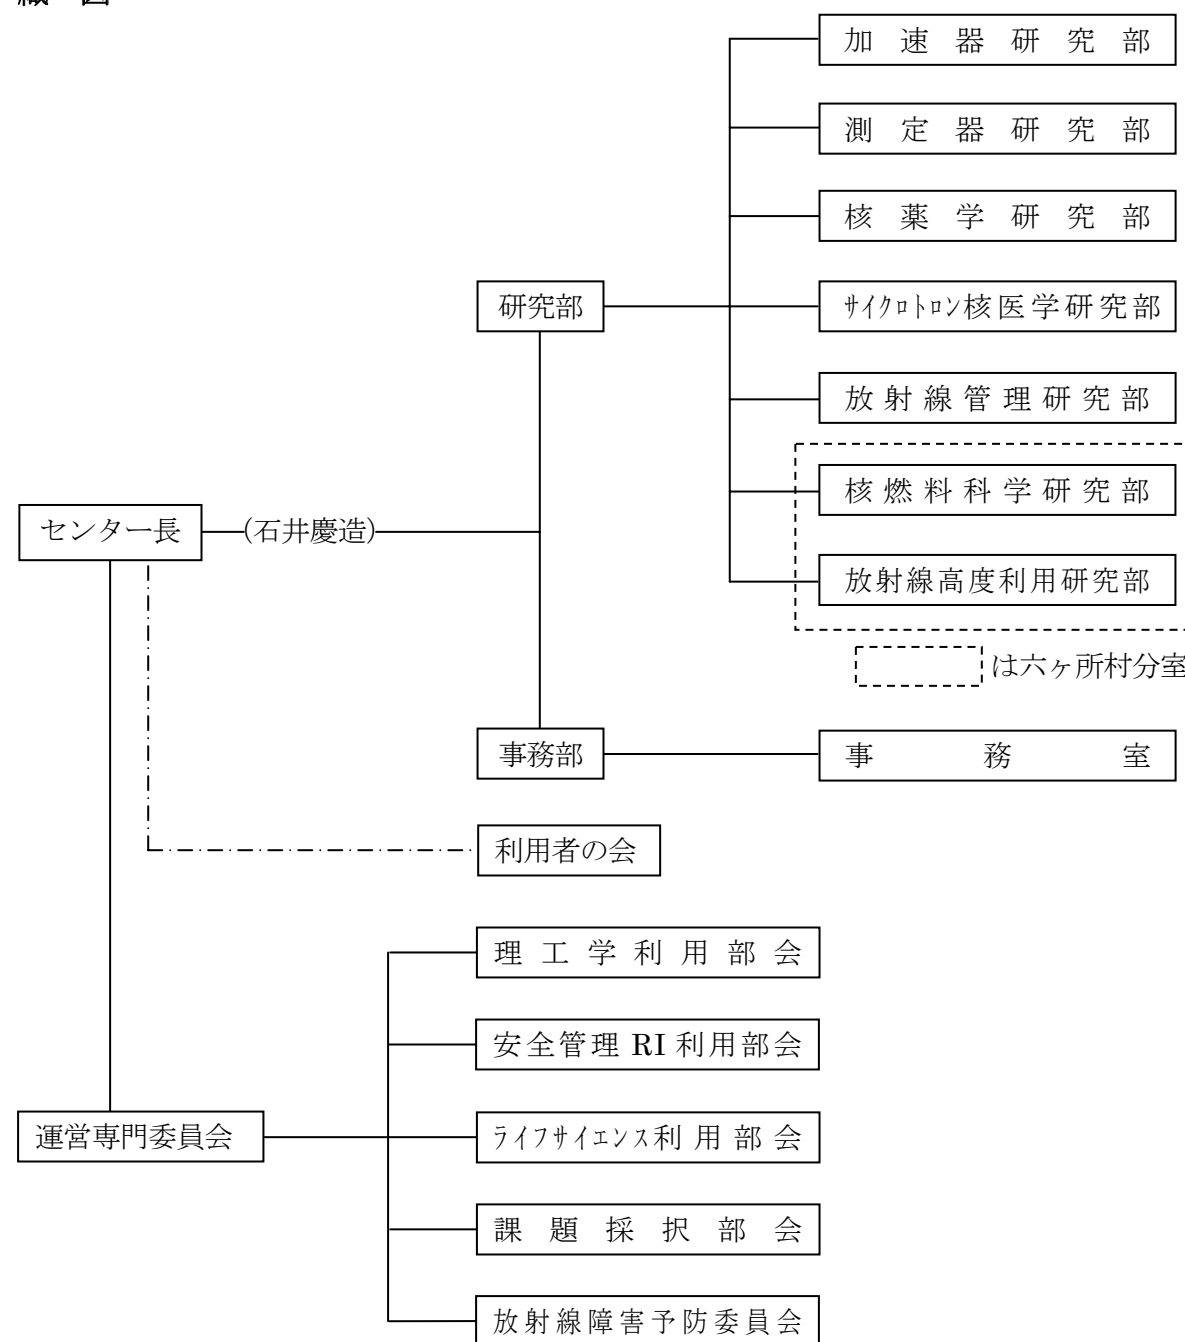 織 図
加速器研究部
測定器研究部
核薬学研究部
研究部
ｻｲｸﾛﾄﾛﾝ核医学研究部
放射線管理研究部
核燃料科学研究部
センター長
(石井慶造)
放射線高度利用研究部
は六ヶ所村分室
事務部
事務室
利用者の会
理工学利用部会
安全管理 RI 利用部会
運営専門委員会
ﾗｲﾌｻｲｴﾝｽ利用部会
課題採択部会
放射線障害予防委員会